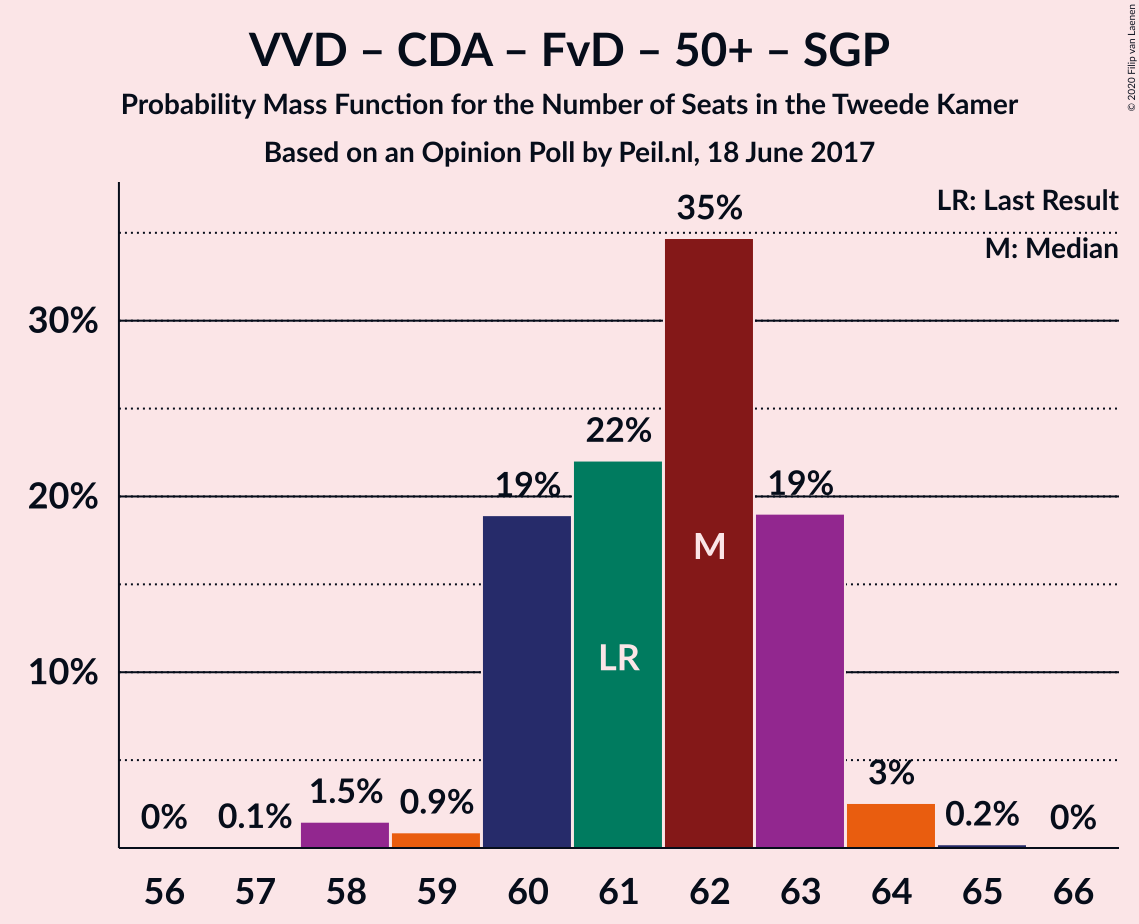 VVD – CDA – FvD – 50+ – SGP
Probability Mass Function for the Number of Seats in the Tweede Kamer
Based on an Opinion Poll by Peil.nl, 18 June 2017
© 2020 Filip van Laenen
LR: Last Result
M: Median
35%
30%
22%
20%
19%
19%
M
LR
10%
0%
0.1%
1.5%
0.9%
3%
0.2%
0%
56 57 58 59 60 61 62 63 64 65 66